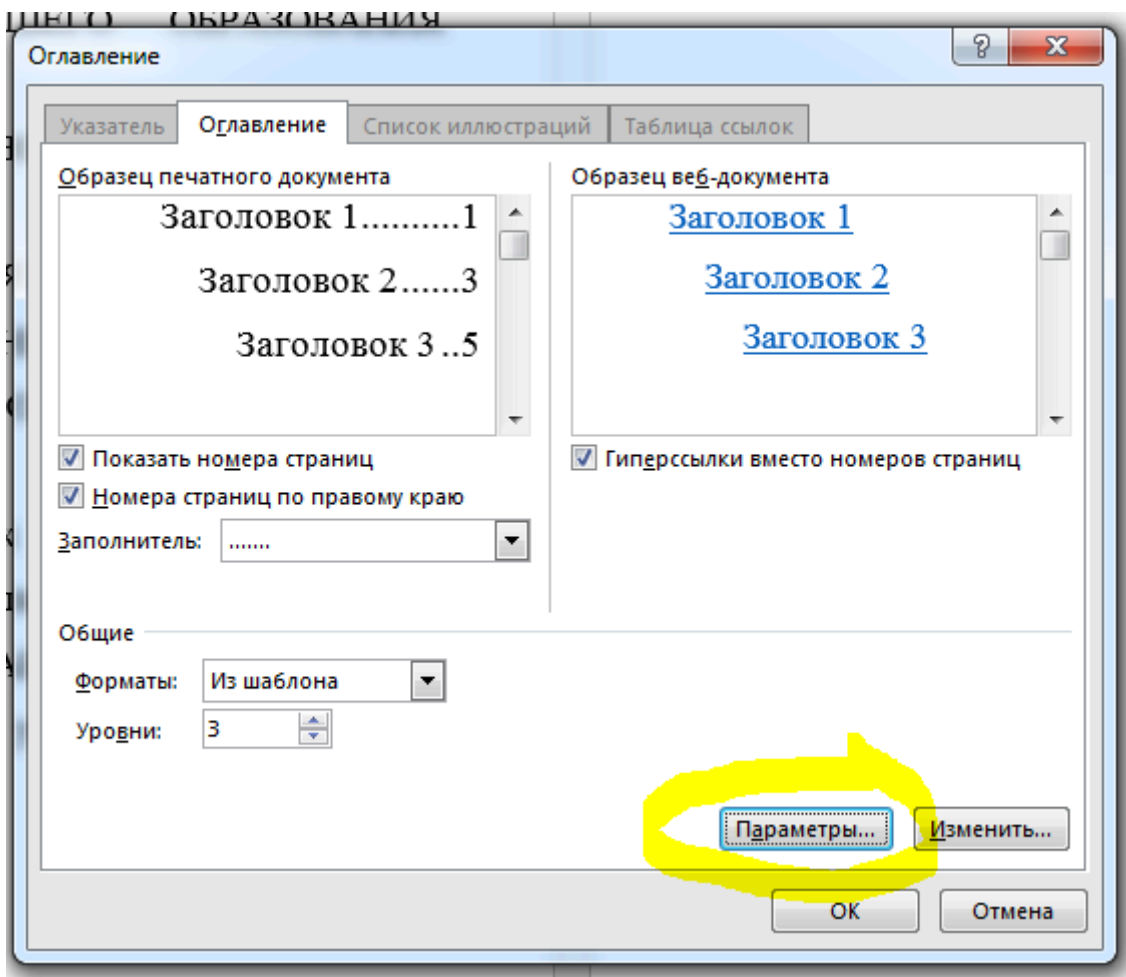 ШЕГО ОБРАЗОВАНИЯ
Оглавление
Указатель Оглавление Список иллюстраций Таблица ссылок
Образец печатного документа
Заголовок 1..........1
Заголовок 2......3
Заголовок 3 ..5
Показать номера страниц
Номера страниц по правому краю
Заполнитель: .......
Образец веб-документа
Заголовок 1
Заголовок 2
Заголовок 3
Гиперссылки вместо номеров страниц
Общие
Форматы: Из шаблона
Уровни: 3
Параметры... Изменить...
ОК Отмена